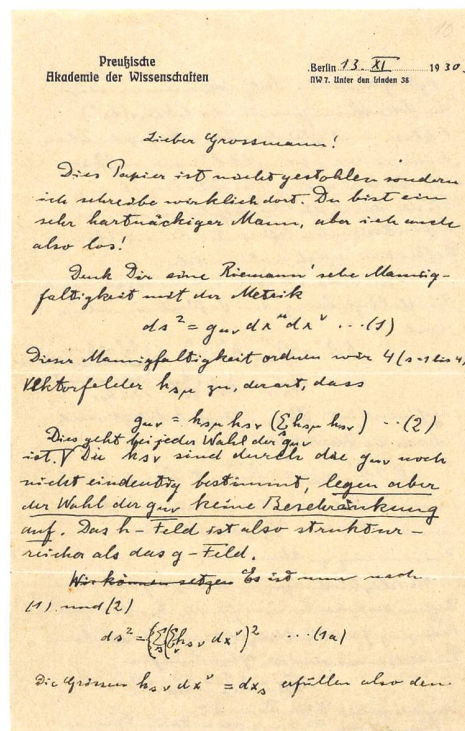 Preußische
Akademie der Wissenschaften
Berlin 13. XI 1930.
NW 7. Unter den Linden 38
Lieber Grossmann!
Dies Papier ist nicht gestohlen sondern
ich schreibe wirklich dort. Du bist ein
sehr hartnäckiger Mann, aber ich auch
also los!
Denk Dir eine Riemann'sche Mannig-
faltigkeit mit der Metrik
ds² = gμν dxμ dxν ... (1)
Dieser Mannigfaltigkeit ordnen wir 4 (s=1 bis 4)
Vektorfelder hsμ zu, derart, dass
gμν = hsμ hsν (Σs hsμ hsν) ... (2)
Dies geht bei jeder Wahl der gμν
ist. Die hsν sind durch die gμν noch
nicht eindeutig bestimmt, legen aber
der Wahl der gμν keine Beschränkung
auf. Das h-Feld ist also struktur-
reicher als das g-Feld.
Wir können setzen Es ist nun nach
(1) und (2)
ds² = {Σs(Σν hsν dxν)² ... (1a)
Die Grössen hsν dxν = dxs erfüllen also den